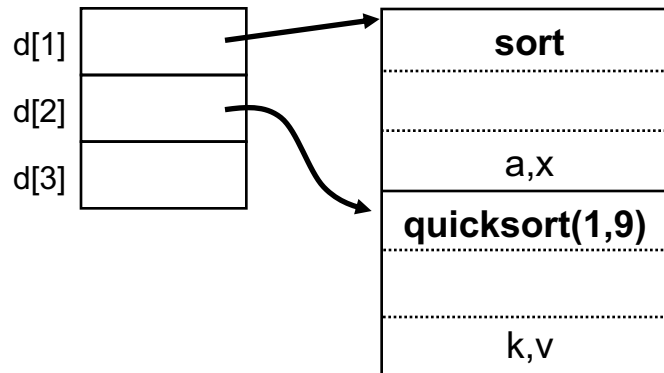 d[1]
d[2]
d[3]
sort
a,x
quicksort(1,9)
k,v